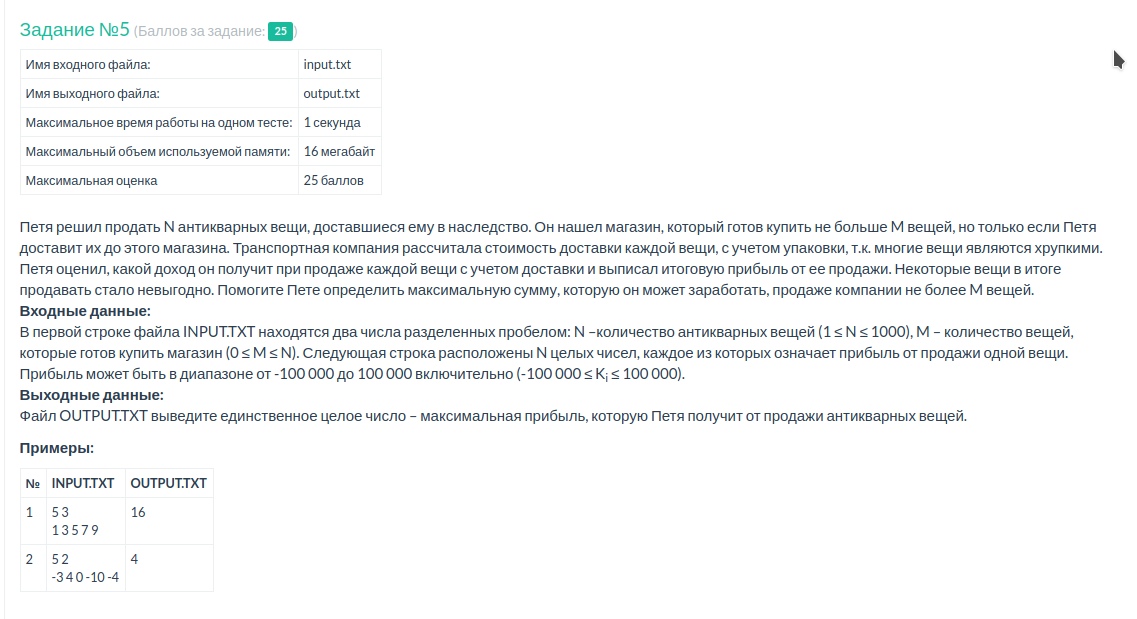 Задание №5 (Баллов за задание: 25)
Имя входного файла: input.txt
Имя выходного файла: output.txt
Максимальное время работы на одном тесте: 1 секунда
Максимальный объем используемой памяти: 16 мегабайт
Максимальная оценка 25 баллов
Петя решил продать N антикварных вещи, доставшиеся ему в наследство. Он нашел магазин, который готов купить не больше M вещей, но только если Петя
доставит их до этого магазина. Транспортная компания рассчитала стоимость доставки каждой вещи, с учетом упаковки, т.к. многие вещи являются хрупкими.
Петя оценил, какой доход он получит при продаже каждой вещи с учетом доставки и выписал итоговую прибыль от ее продажи. Некоторые вещи в итоге
продавать стало невыгодно. Помогите Пете определить максимальную сумму, которую он может заработать, продаже компании не более M вещей.
Входные данные:
В первой строке файла INPUT.TXT находятся два числа разделенных пробелом: N –количество антикварных вещей (1 ≤ N ≤ 1000), M – количество вещей,
которые готов купить магазин (0 ≤ M ≤ N). Следующая строка расположены N целых чисел, каждое из которых означает прибыль от продажи одной вещи.
Прибыль может быть в диапазоне от -100 000 до 100 000 включительно (-100 000 ≤ Ki ≤ 100 000).
Выходные данные:
Файл OUTPUT.TXT выведите единственное целое число – максимальная прибыль, которую Петя получит от продажи антикварных вещей.
Примеры:
№ INPUT.TXT OUTPUT.TXT
1 5 3 16
1 3 5 7 9
2 5 2 4
-3 4 0 -10 -4